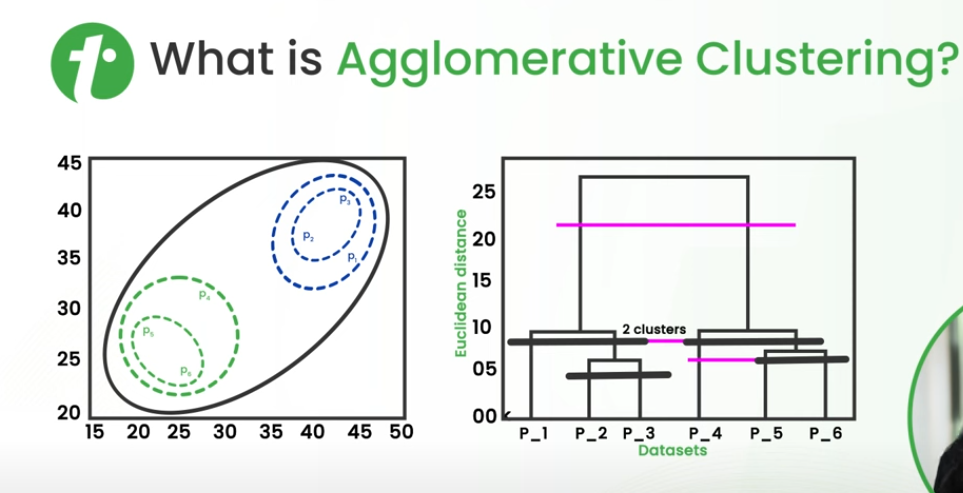 What is Agglomerative Clustering?
45
40
35
30
25
20
15 20 25 30 35 40 45 50
P₃
P₂
P₁
P₄
P₅
P₆
Euclidean distance
25
20
15
10
05
00
2 clusters
P_1 P_2 P_3 P_4 P_5 P_6
Datasets